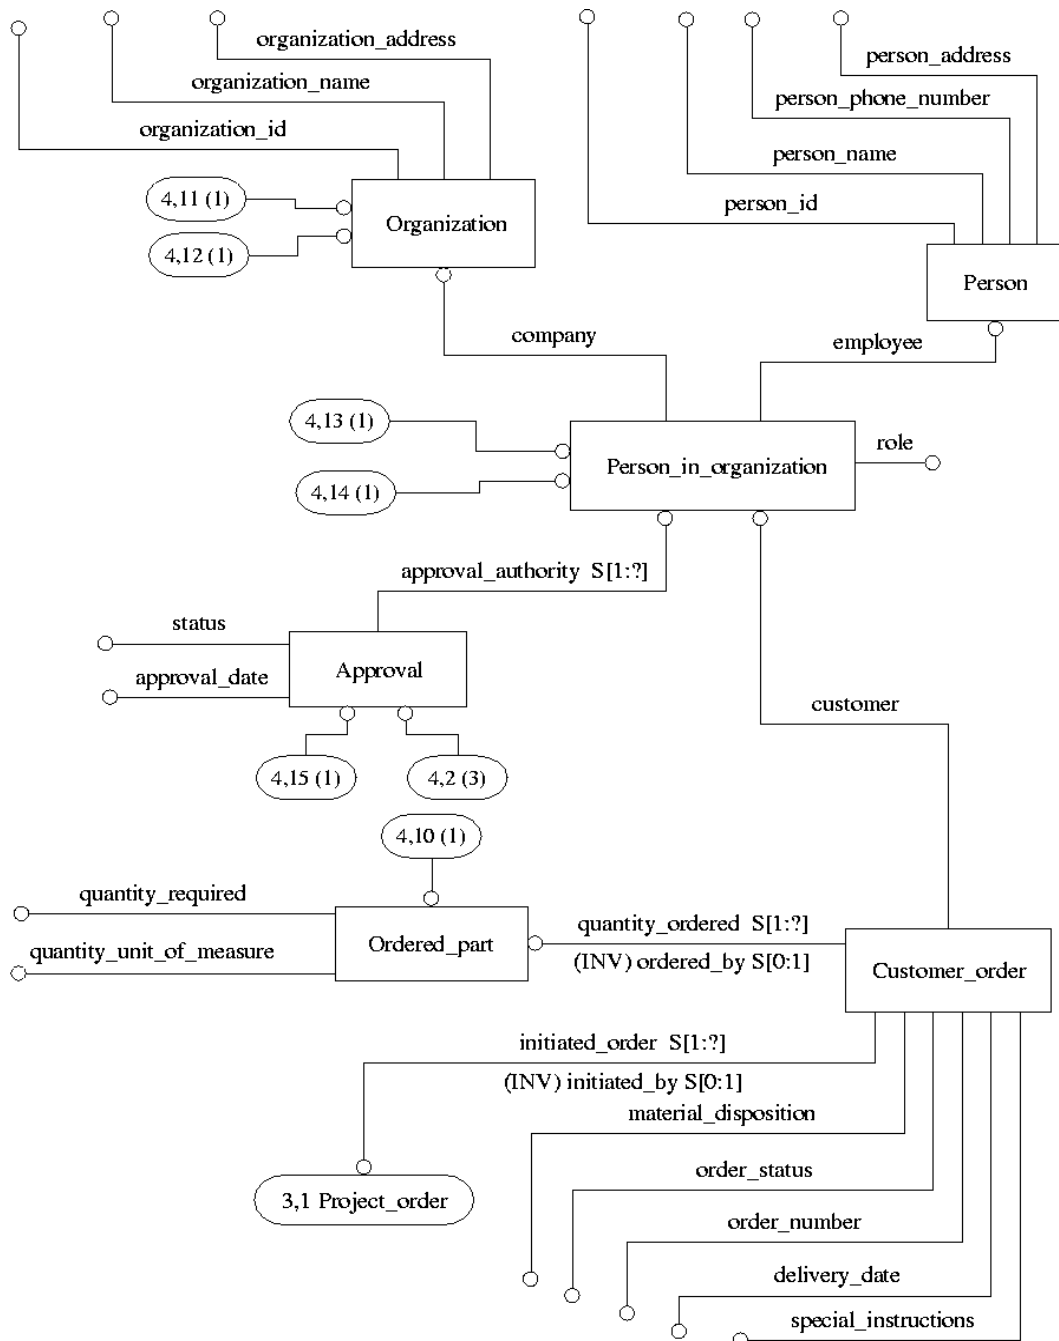 organization_address
person_address
organization_name
person_phone_number
organization_id
person_name
4,11 (1)
person_id
Organization
4,12 (1)
Person
company
employee
4,13 (1)
role
Person_in_organization
4,14 (1)
approval_authority S[1:?]
status
Approval
approval_date
customer
4,15 (1)
4,2 (3)
4,10 (1)
quantity_required
quantity_ordered S[1:?]
Ordered_part
quantity_unit_of_measure
(INV) ordered_by S[0:1]
Customer_order
initiated_order S[1:?]
(INV) initiated_by S[0:1]
material_disposition
order_status
3,1 Project_order
order_number
delivery_date
special_instructions